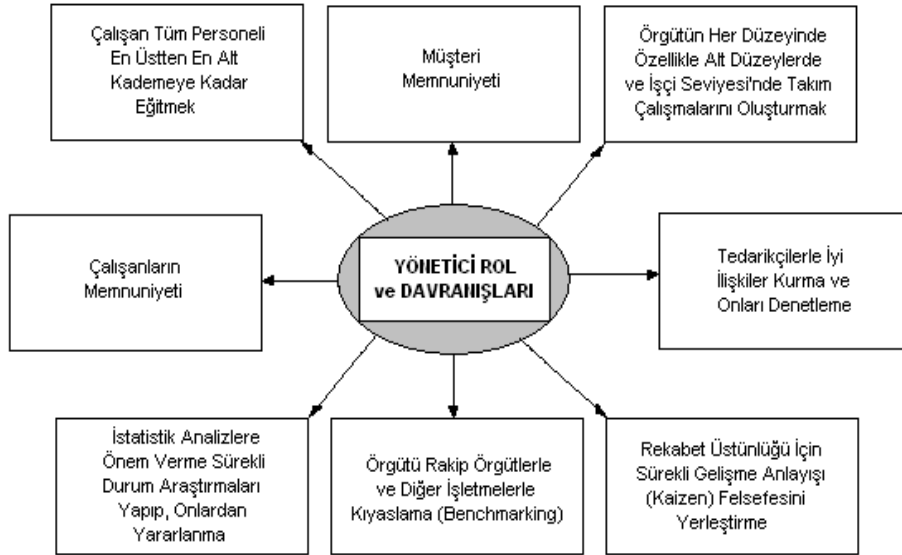 Çalışan Tüm Personeli
En Üstten En Alt
Kademeye Kadar
Eğitmek
Müşteri
Memnuniyeti
Örgütün Her Düzeyinde
Özellikle Alt Düzeylerde
ve İşçi Seviyesi'nde Takım
Çalışmalarını Oluşturmak
Çalışanların
Memnuniyeti
YÖNETİCİ ROL
ve DAVRANIŞLARI
Tedarikçilerle İyi
İlişkiler Kurma ve
Onları Denetleme
İstatistik Analizlere
Önem Verme Sürekli
Durum Araştırmaları
Yapıp, Onlardan
Yararlanma
Örgütü Rakip Örgütlerle
ve Diğer İşletmelerle
Kıyaslama (Benchmarking)
Rekabet Üstünlüğü İçin
Sürekli Gelişme Anlayışı
(Kaizen) Felsefesini
Yerleştirme